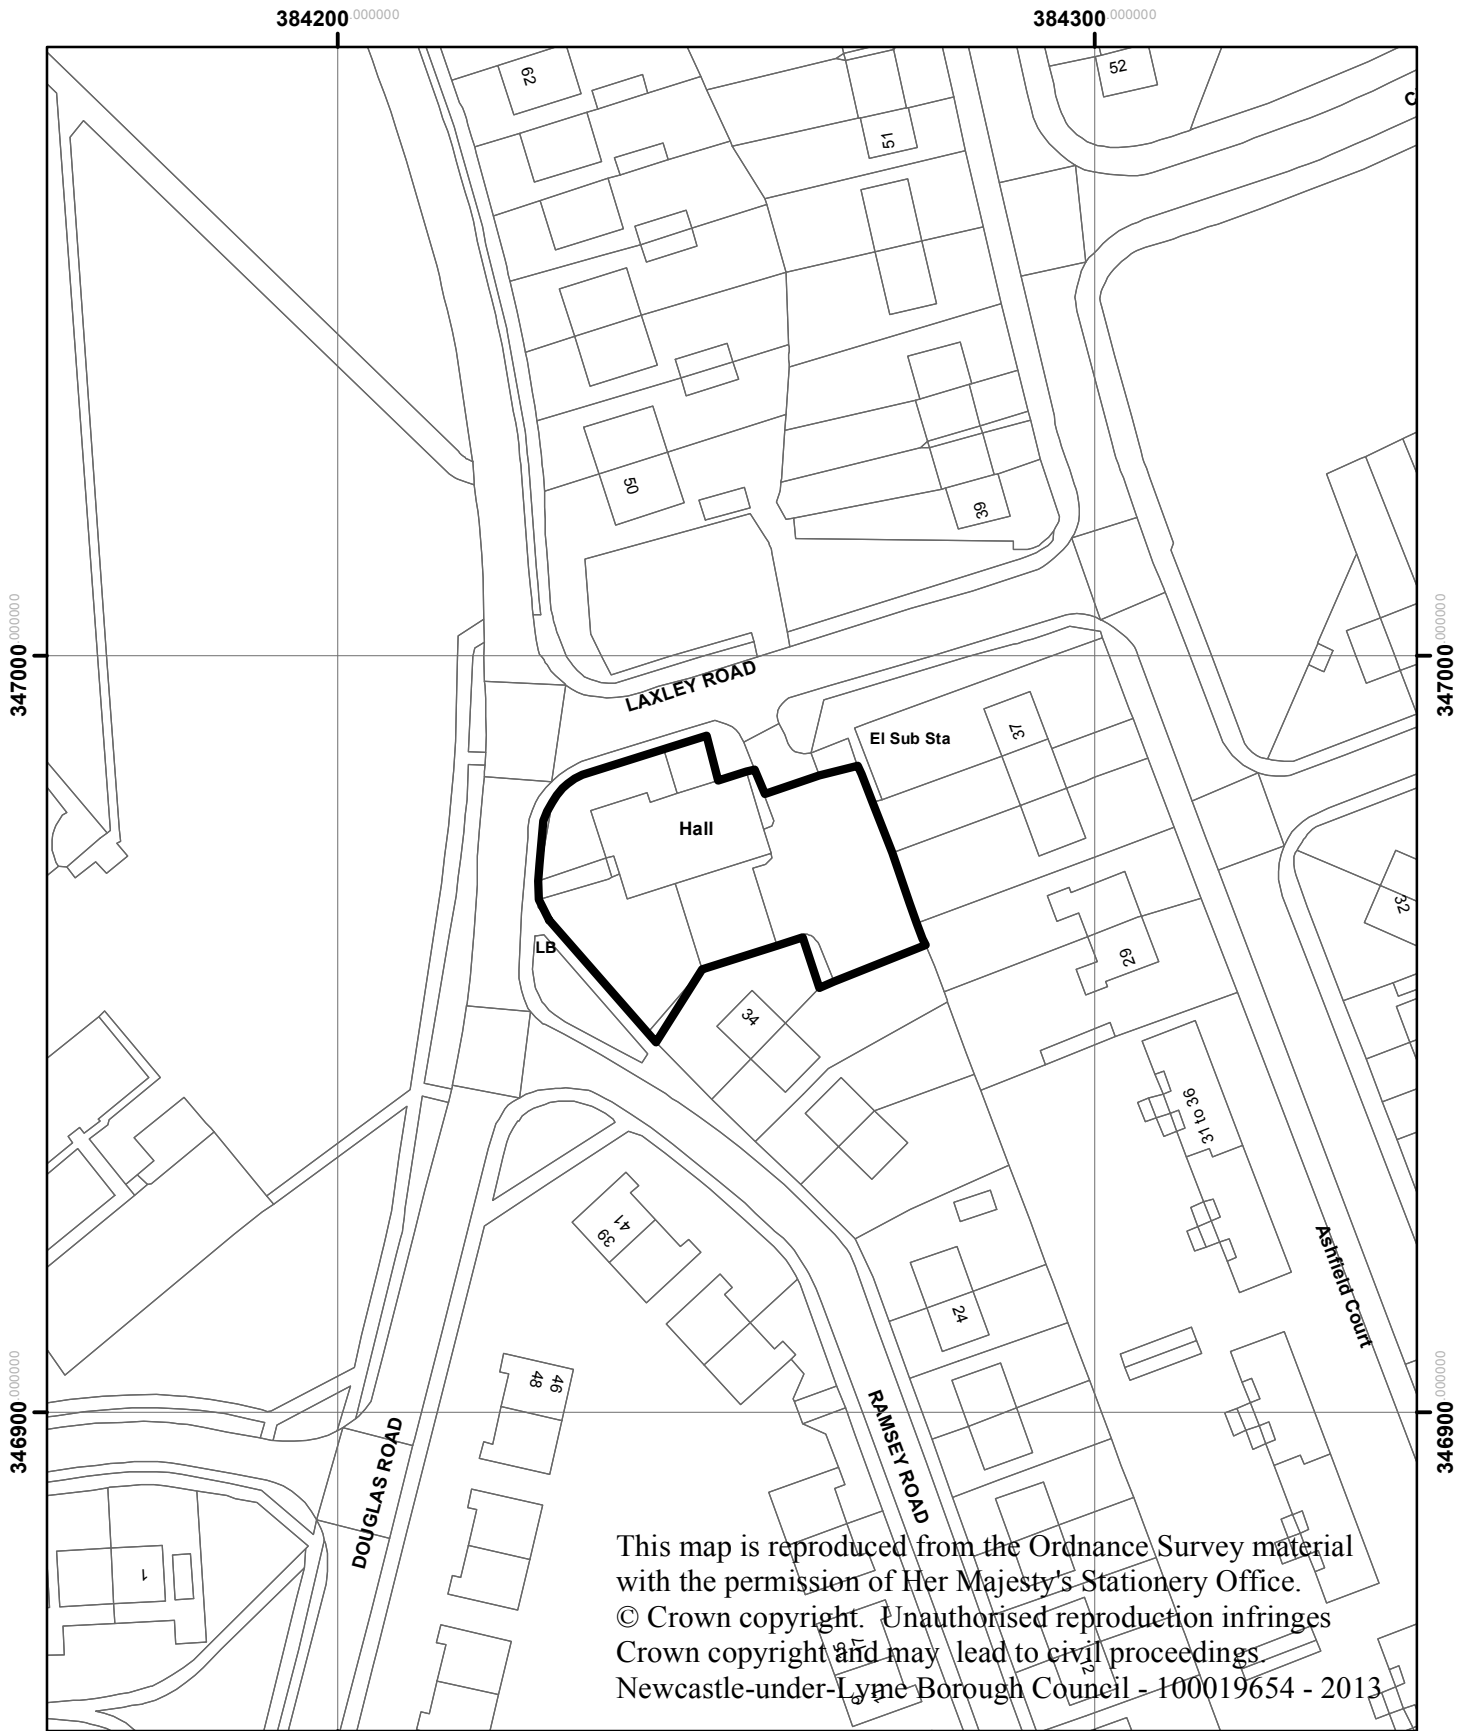 384200.000000
384300.000000
62
52
51
C
50
39
347000.000000
347000.000000
LAXLEY ROAD
El Sub Sta
37
Hall
32
LB
29
34
31 to 36
41
39
Ashfield Court
24
46
48
346900.000000
346900.000000
DOUGLAS ROAD
RAMSEY ROAD
1
This map is reproduced from the Ordnance Survey material
with the permission of Her Majesty's Stationery Office.
© Crown copyright. Unauthorised reproduction infringes
Crown copyright and may lead to civil proceedings.
Newcastle-under-Lyme Borough Council - 100019654 - 2013
17
15
12